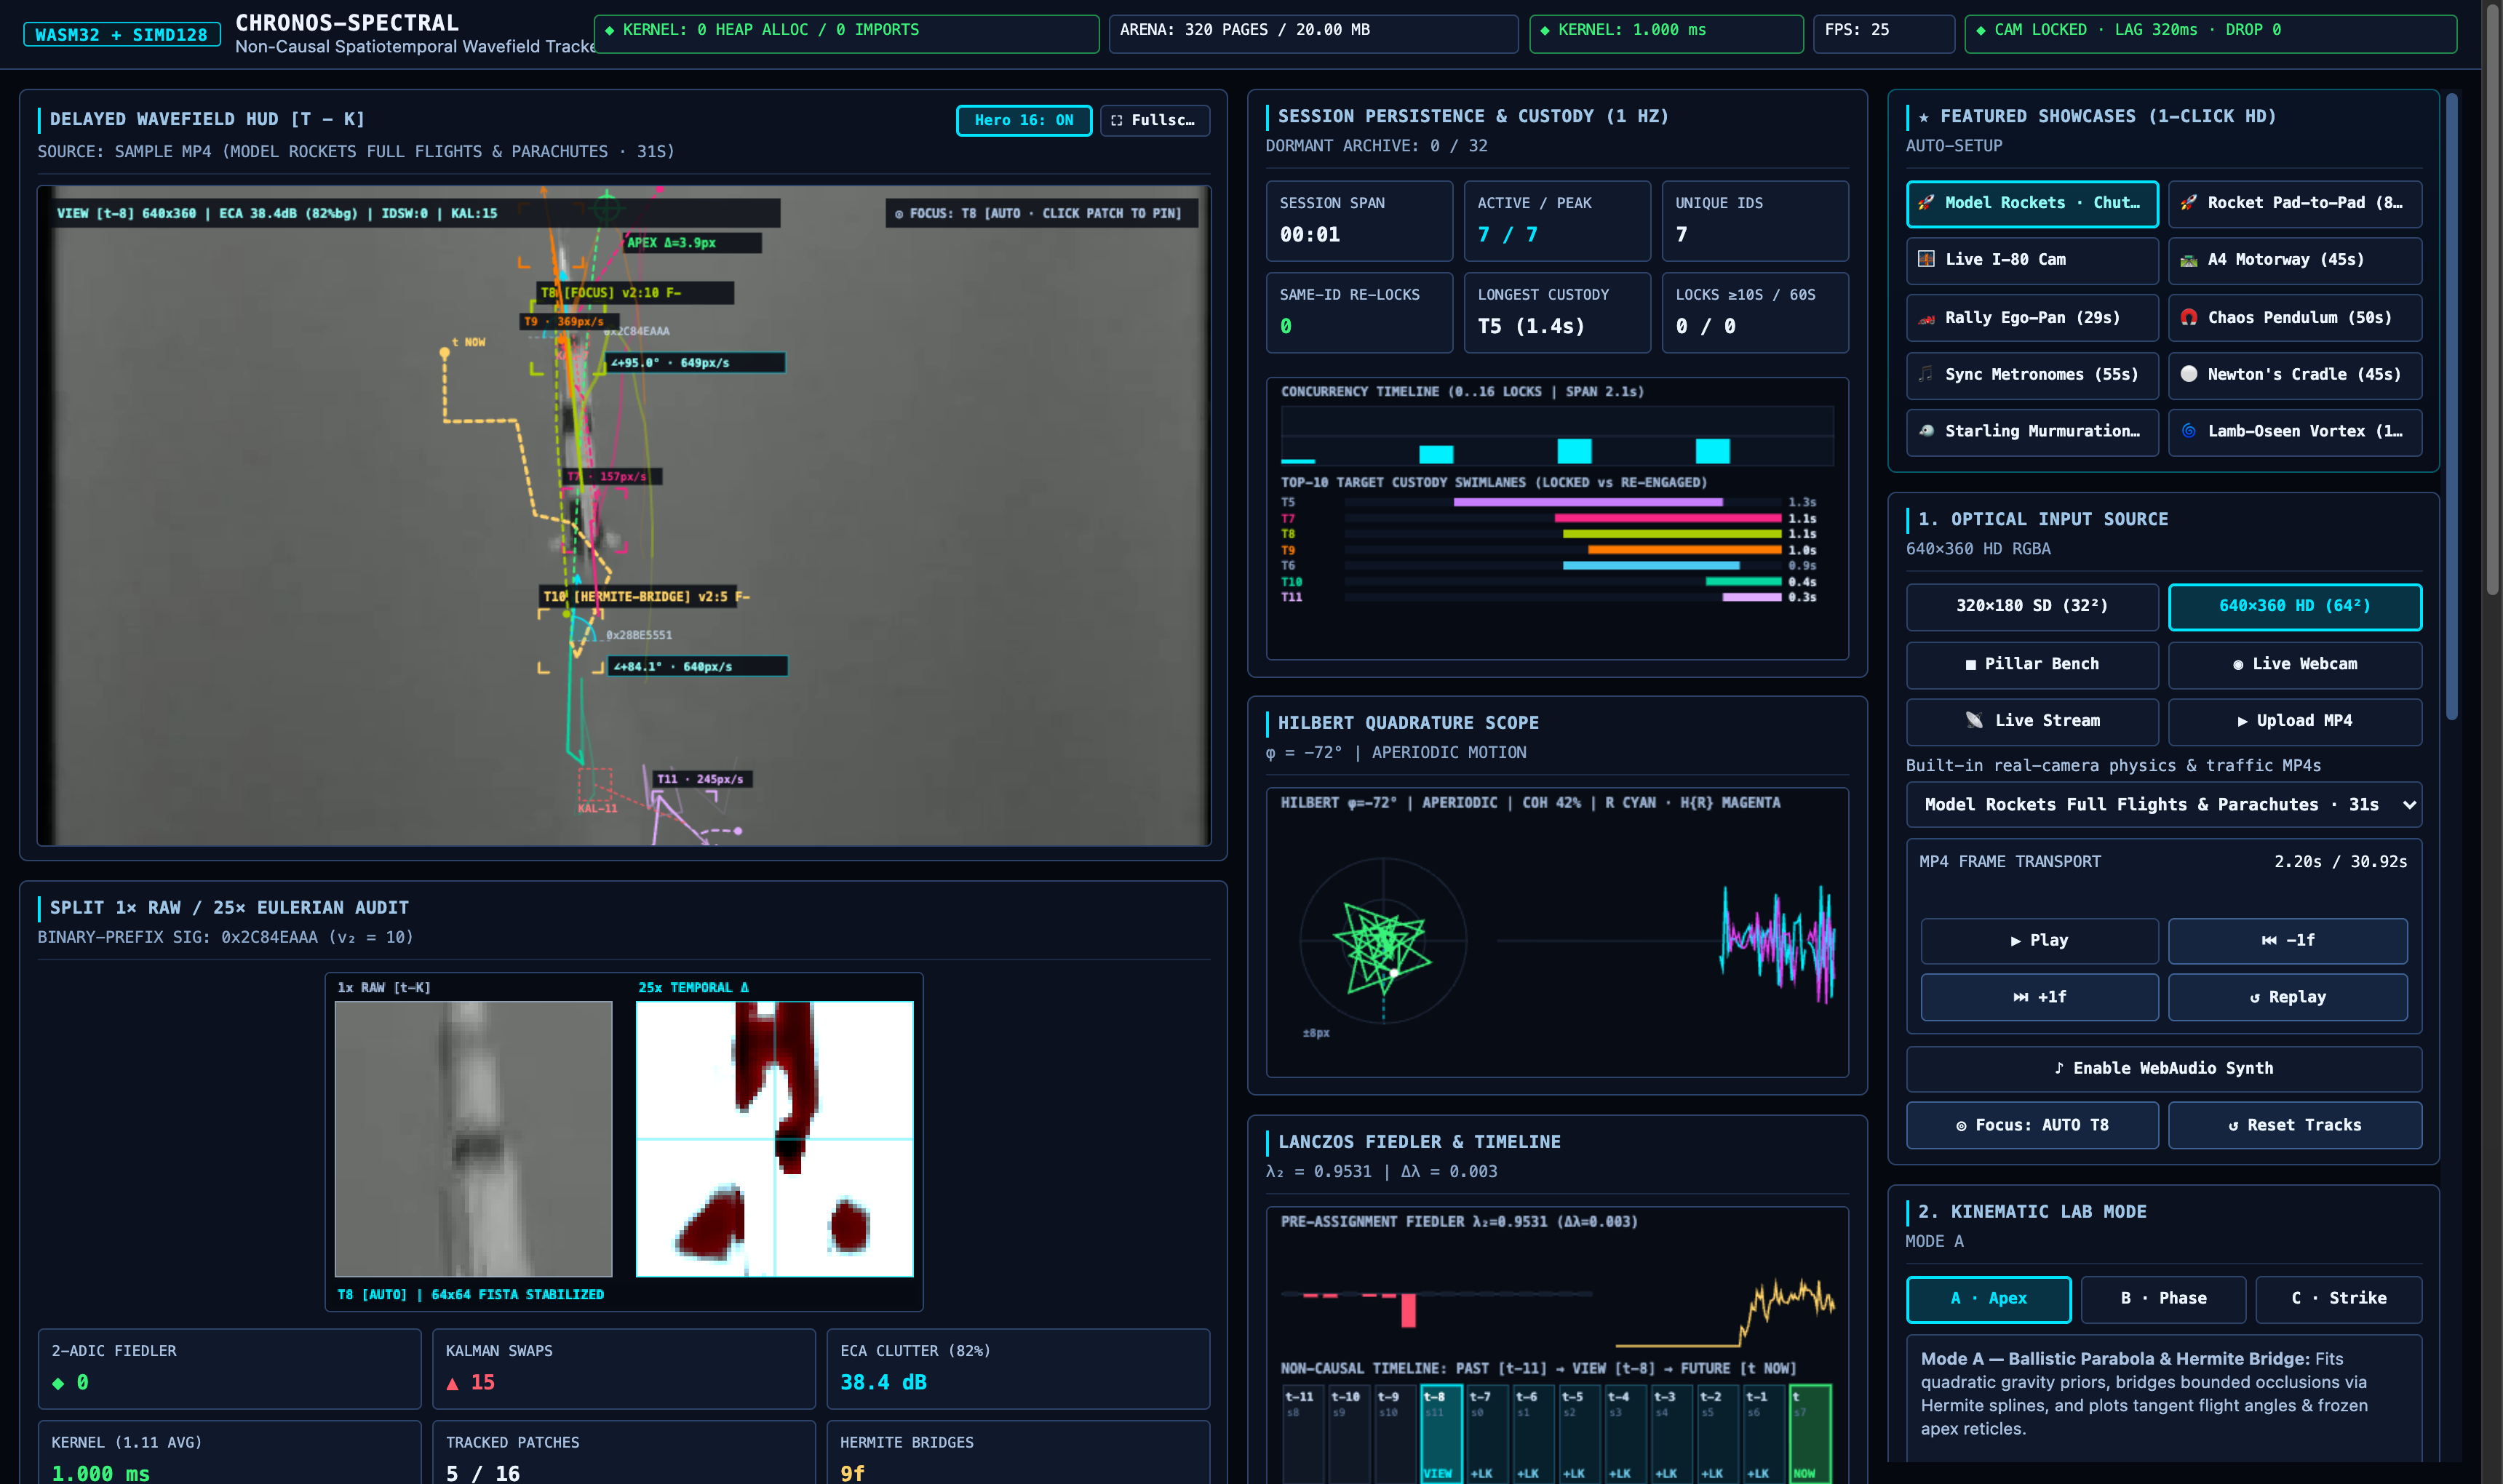 WASM32 + SIMD128
CHRONOS-SPECTRAL
Non-Causal Spatiotemporal Wavefield Tracke
◆ KERNEL: 0 HEAP ALLOC / 0 IMPORTS
ARENA: 320 PAGES / 20.00 MB
◆ KERNEL: 1.000 ms
FPS: 25
◆ CAM LOCKED · LAG 320ms · DROP 0
DELAYED WAVEFIELD HUD [T - K]
Hero 16: ON
⛶ Fullsc…
SOURCE: SAMPLE MP4 (MODEL ROCKETS FULL FLIGHTS & PARACHUTES · 31S)
VIEW [t-8] 640x360 | ECA 38.4dB (82%bg) | IDSW:0 | KAL:15
◎ FOCUS: T8 [AUTO · CLICK PATCH TO PIN]
APEX Δ=3.9px
T8 [FOCUS] v2:10 F-
T9 · 369px/s
0x2C84EAAA
t NOW
∠+95.0° · 649px/s
T7 · 157px/s
T10 [HERMITE-BRIDGE] v2:5 F-
0x28BE5551
∠+84.1° · 640px/s
T11 · 245px/s
KAL-11
SPLIT 1× RAW / 25× EULERIAN AUDIT
BINARY-PREFIX SIG: 0x2C84EAAA (v₂ = 10)
1x RAW [t-K]
25x TEMPORAL Δ
T8 [AUTO] | 64x64 FISTA STABILIZED
2-ADIC FIEDLER
◆ 0
KALMAN SWAPS
▲ 15
ECA CLUTTER (82%)
38.4 dB
KERNEL (1.11 AVG)
1.000 ms
TRACKED PATCHES
5 / 16
HERMITE BRIDGES
9f
SESSION PERSISTENCE & CUSTODY (1 HZ)
DORMANT ARCHIVE: 0 / 32
SESSION SPAN
00:01
ACTIVE / PEAK
7 / 7
UNIQUE IDS
7
SAME-ID RE-LOCKS
0
LONGEST CUSTODY
T5 (1.4s)
LOCKS ≥10S / 60S
0 / 0
CONCURRENCY TIMELINE (0..16 LOCKS | SPAN 2.1s)
TOP-10 TARGET CUSTODY SWIMLANES (LOCKED vs RE-ENGAGED)
T5 1.3s
T7 1.1s
T8 1.1s
T9 1.0s
T6 0.9s
T10 0.4s
T11 0.3s
HILBERT QUADRATURE SCOPE
φ = -72° | APERIODIC MOTION
HILBERT φ=-72° | APERIODIC | COH 42% | R CYAN · H{R} MAGENTA
±8px
LANCZOS FIEDLER & TIMELINE
λ₂ = 0.9531 | Δλ = 0.003
PRE-ASSIGNMENT FIEDLER λ₂=0.9531 (Δλ=0.003)
NON-CAUSAL TIMELINE: PAST [t-11] → VIEW [t-8] → FUTURE [t NOW]
t-11 t-10 t-9 t-8 t-7 t-6 t-5 t-4 t-3 t-2 t-1 t
s8 s9 s10 s11 s0 s1 s2 s3 s4 s5 s6 s7
VIEW +LK +LK +LK +LK +LK +LK +LK NOW
★ FEATURED SHOWCASES (1-CLICK HD)
AUTO-SETUP
🚀 Model Rockets · Chut…
🚀 Rocket Pad-to-Pad (8…
🌉 Live I-80 Cam
🛣️ A4 Motorway (45s)
🏎️ Rally Ego-Pan (29s)
🧲 Chaos Pendulum (50s)
🎵 Sync Metronomes (55s)
⚪ Newton's Cradle (45s)
🐦 Starling Murmuration…
🌀 Lamb-Oseen Vortex (1…
1. OPTICAL INPUT SOURCE
640×360 HD RGBA
320×180 SD (32²)
640×360 HD (64²)
■ Pillar Bench
◉ Live Webcam
📡 Live Stream
▶ Upload MP4
Built-in real-camera physics & traffic MP4s
Model Rockets Full Flights & Parachutes · 31s
MP4 FRAME TRANSPORT
2.20s / 30.92s
▶ Play
⏮ -1f
⏭ +1f
↺ Replay
♪ Enable WebAudio Synth
◎ Focus: AUTO T8
↺ Reset Tracks
2. KINEMATIC LAB MODE
MODE A
A · Apex
B · Phase
C · Strike
Mode A — Ballistic Parabola & Hermite Bridge: Fits
quadratic gravity priors, bridges bounded occlusions via
Hermite splines, and plots tangent flight angles & frozen
apex reticles.